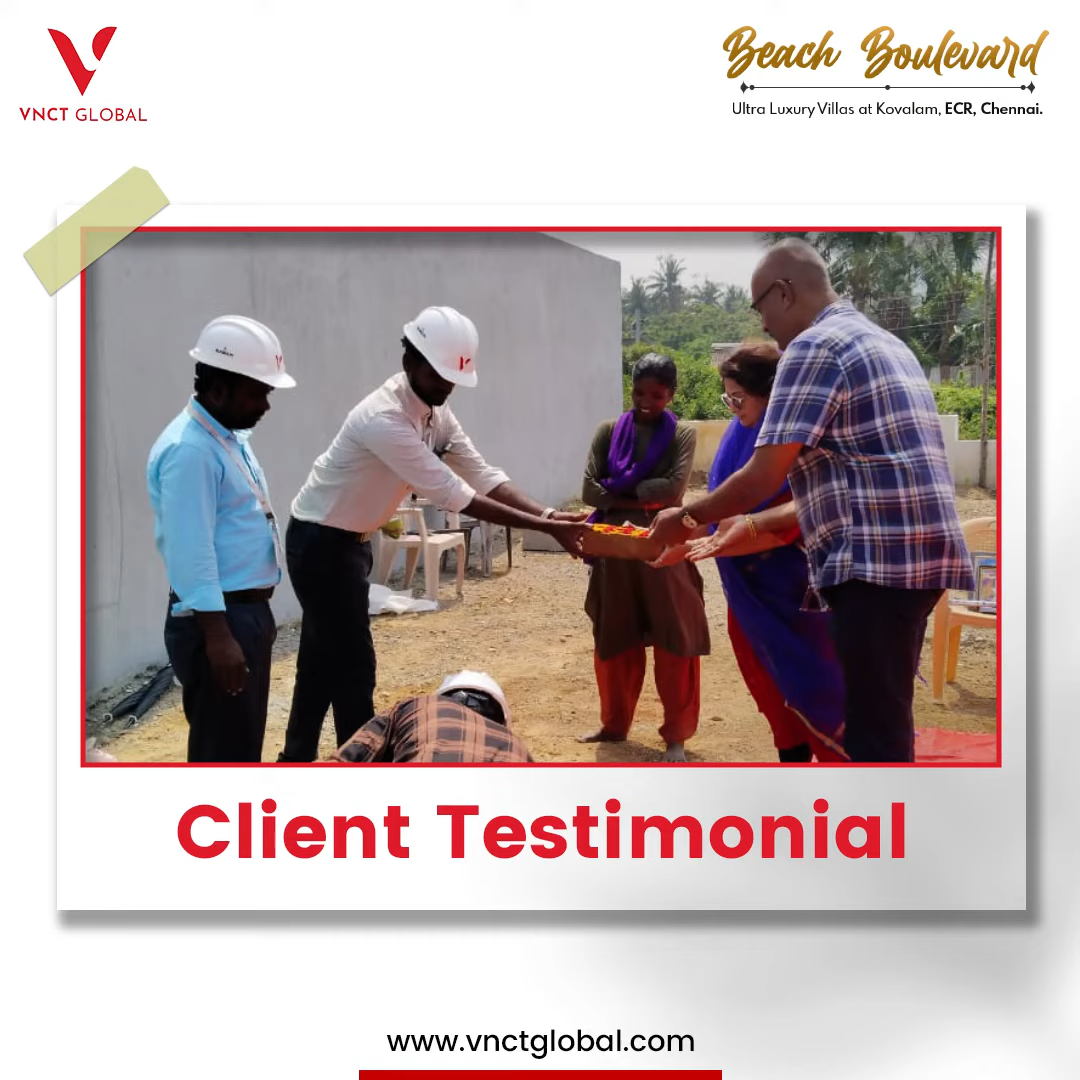 VNCT GLOBAL
Beach Boulevard
Ultra Luxury Villas at Kovalam, ECR, Chennai.
Client Testimonial
www.vnctglobal.com